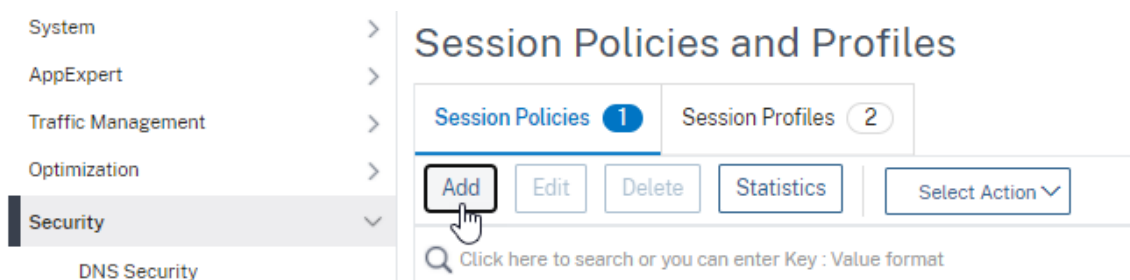 System
AppExpert
Traffic Management
Optimization
Security
DNS Security
Session Policies and Profiles
Session Policies 1 Session Profiles 2
Add Edit Delete Statistics Select Action
Click here to search or you can enter Key : Value format